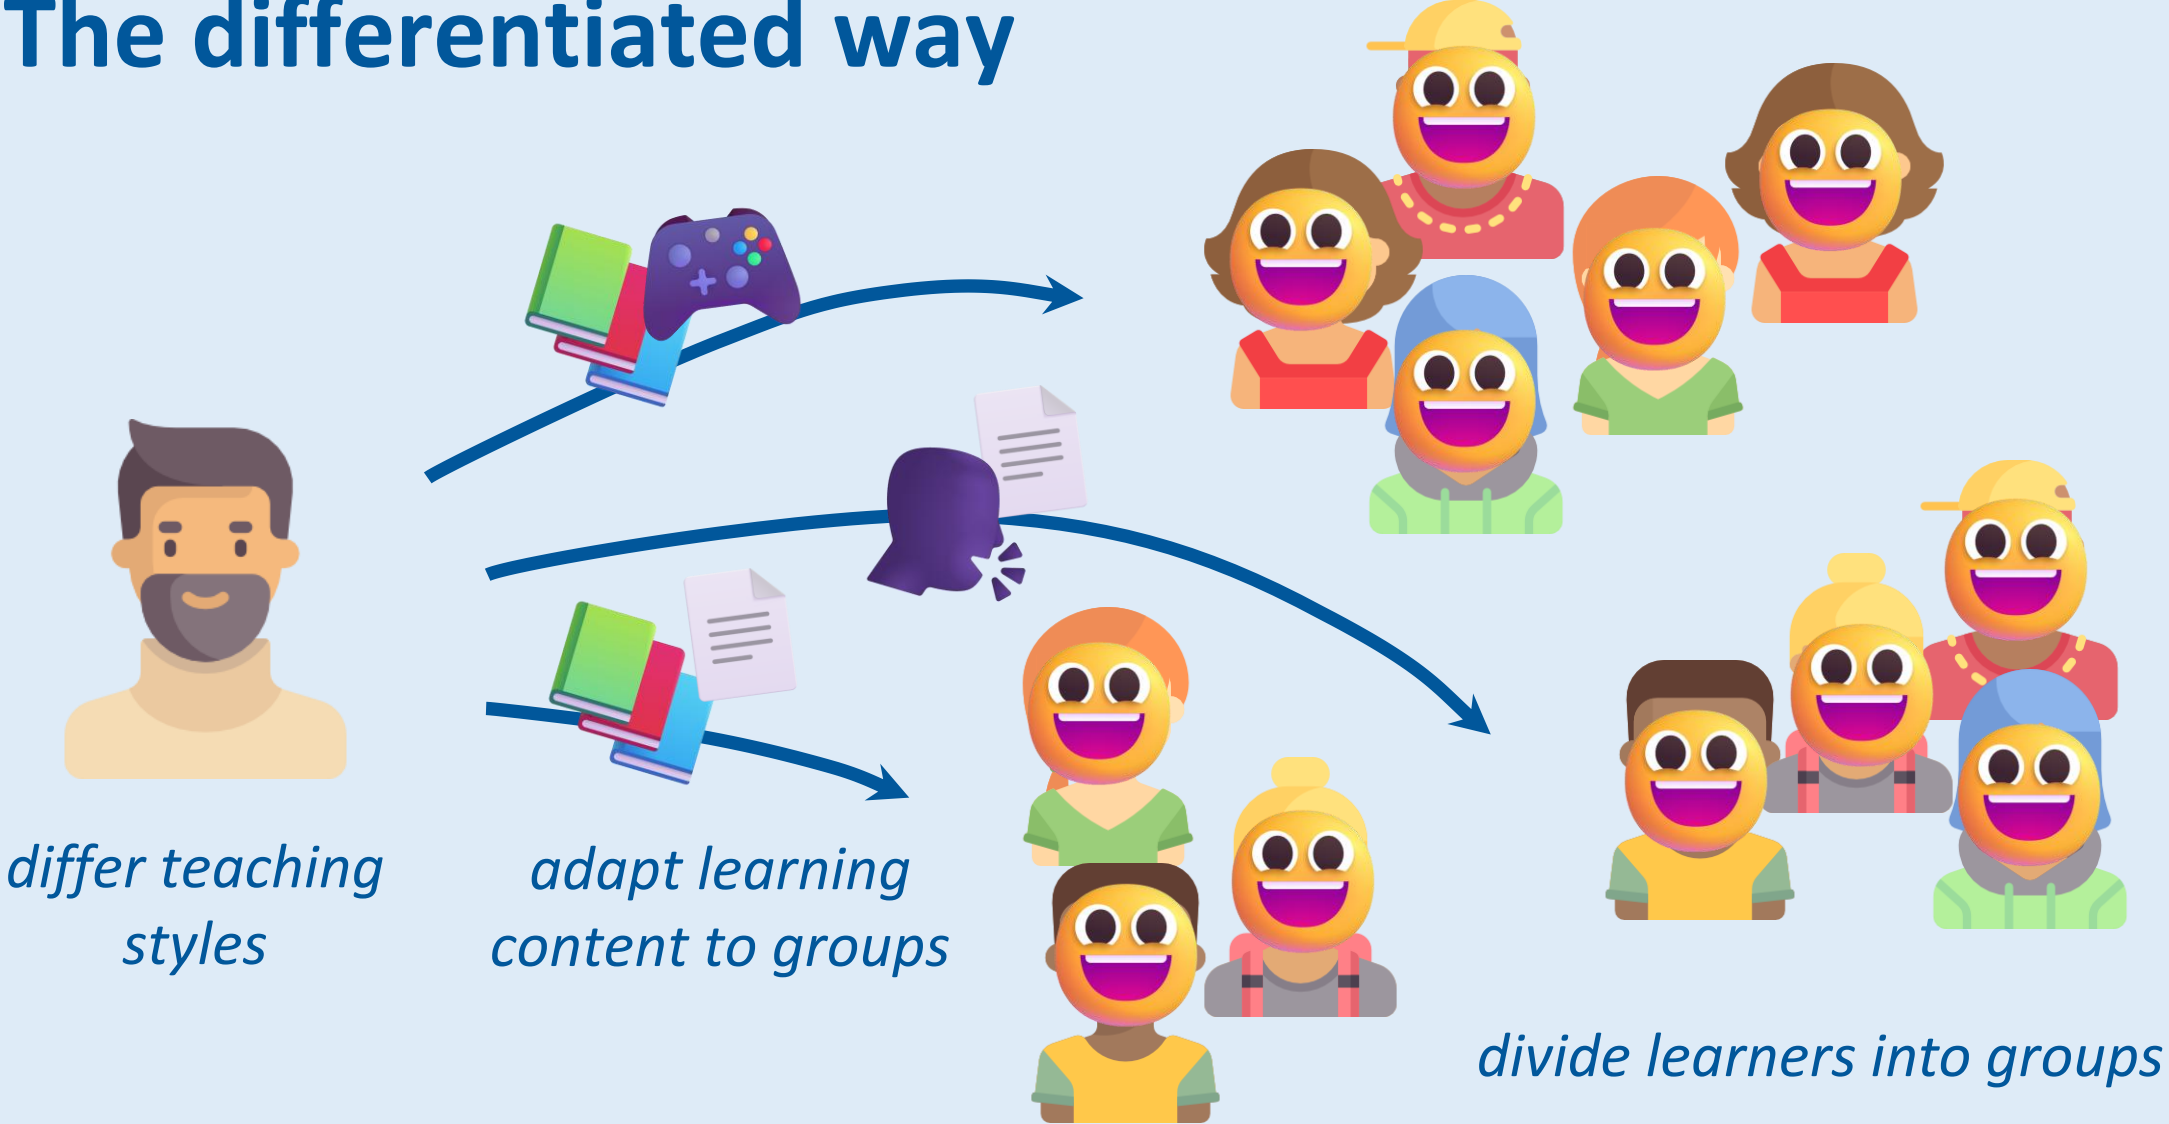 The differentiated way
differ teaching
styles
adapt learning
content to groups
divide learners into groups